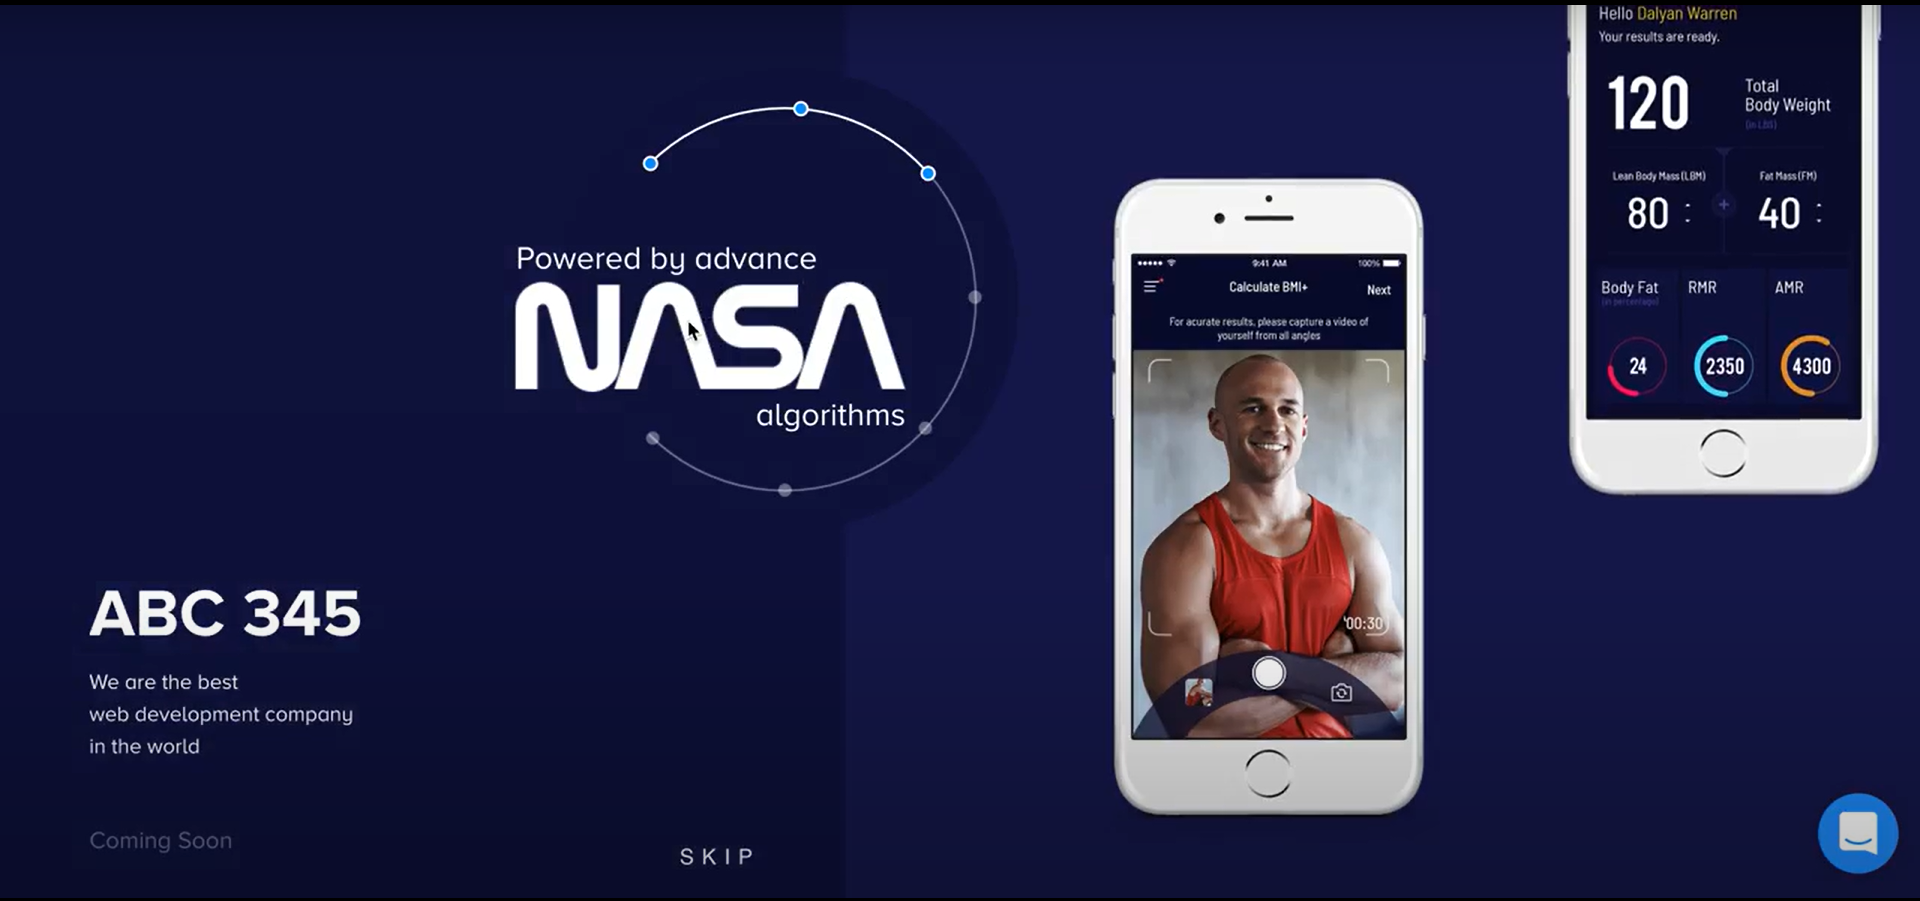 Powered by advance
NASA
algorithms
ABC 345
We are the best
web development company
in the world
Coming Soon
SKIP
9:41 AM
100%
Calculate BMI+
Next
For acurate results, please capture a video of
yourself from all angles
00:30
Hello Dalyan Warren
Your results are ready.
120
Total
Body Weight
(in LBS)
Lean Body Mass (LBM)
80
+
Fat Mass (FM)
40
Body Fat
(in percentage)
24
RMR
2350
AMR
4300